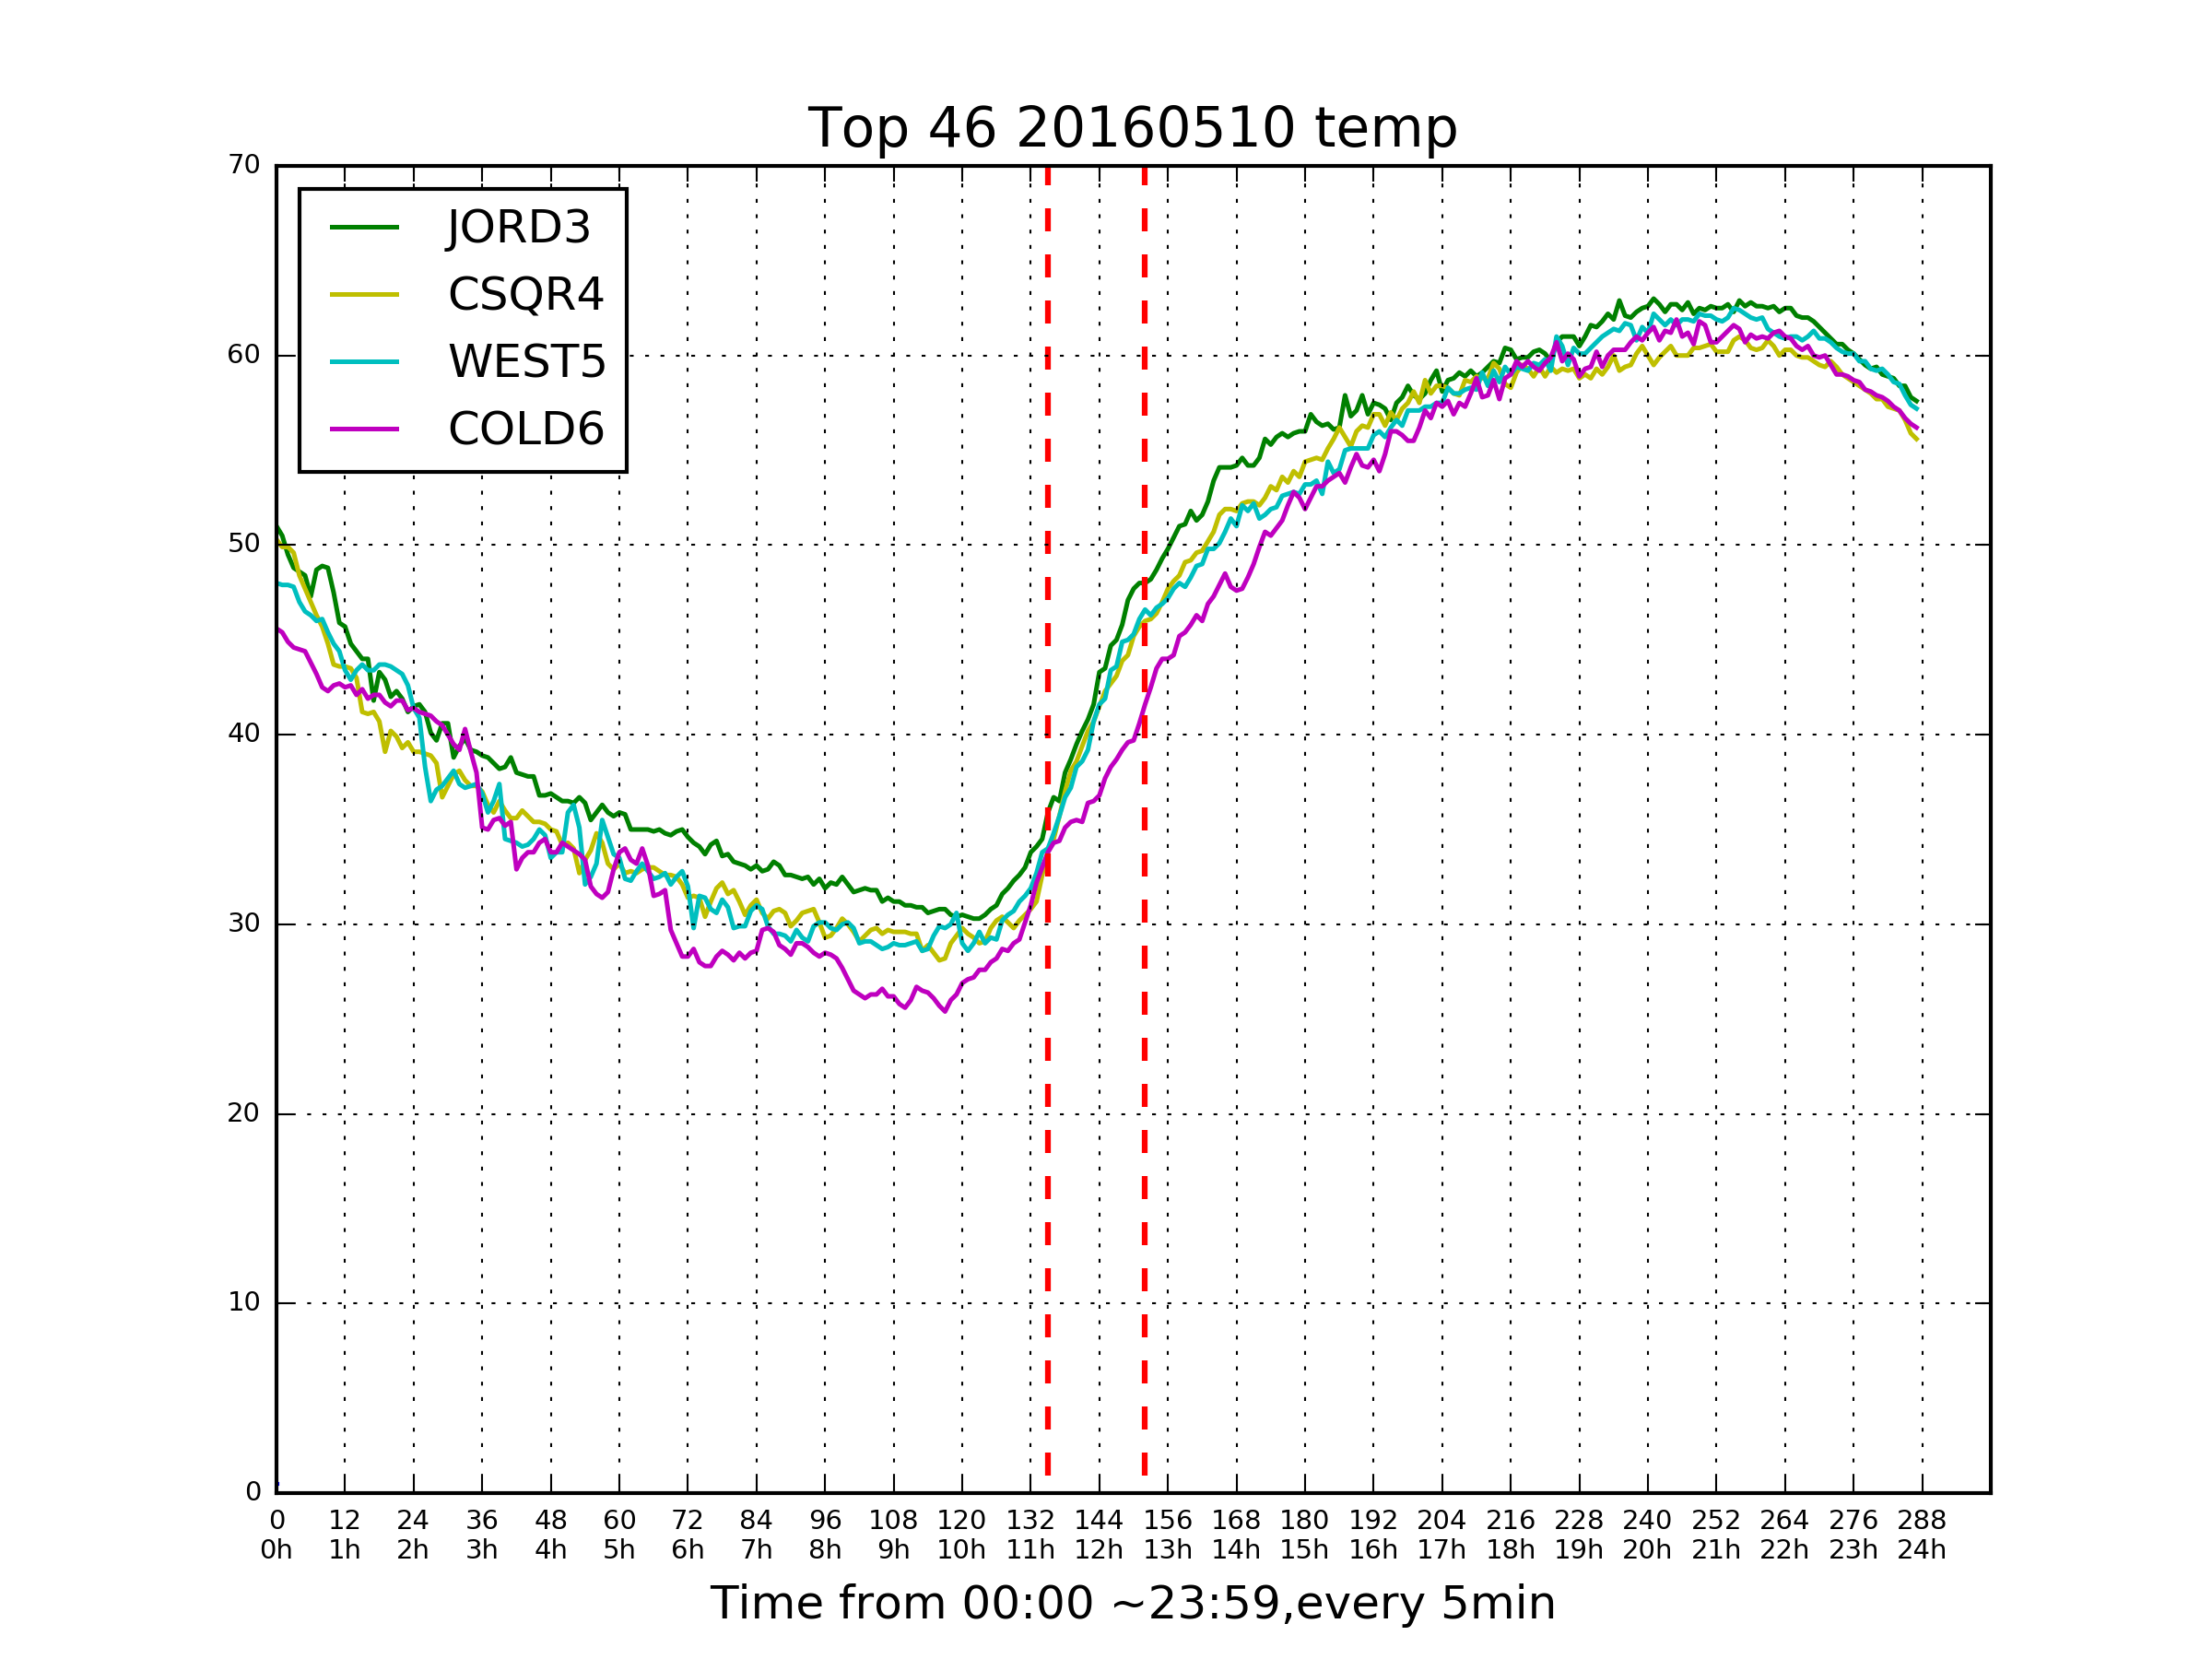 Top 46 20160510 temp
JORD3
CSQR4
WEST5
COLD6
70
60
50
40
30
20
10
0
0 12 24 36 48 60 72 84 96 108 120 132 144 156 168 180 192 204 216 228 240 252 264 276 288
0h 1h 2h 3h 4h 5h 6h 7h 8h 9h 10h 11h 12h 13h 14h 15h 16h 17h 18h 19h 20h 21h 22h 23h 24h
Time from 00:00 ~23:59,every 5min